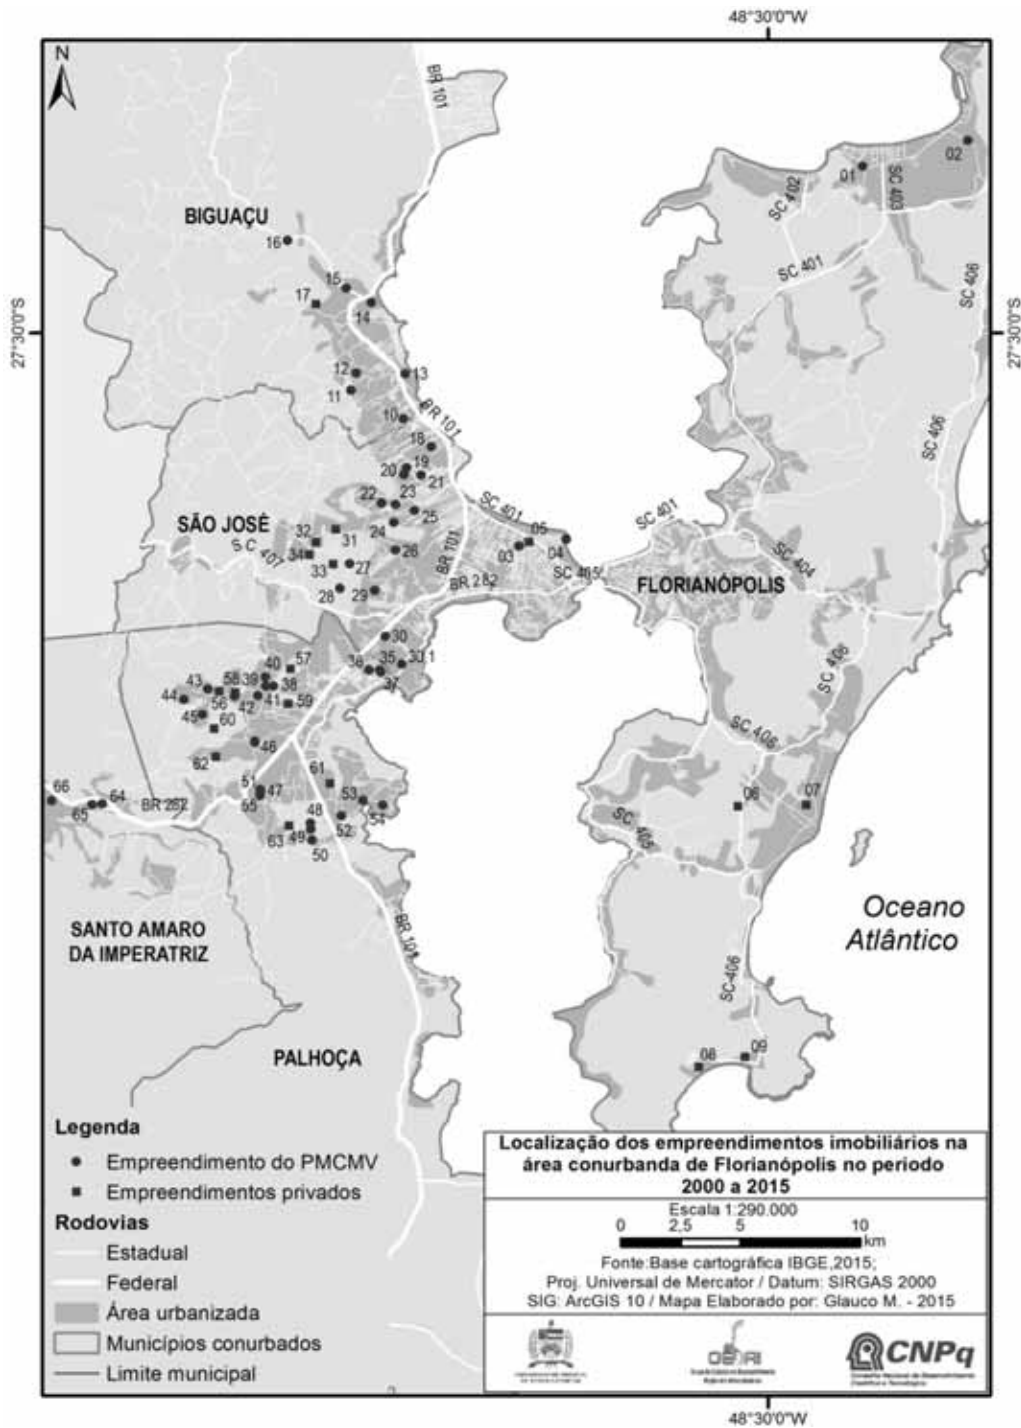 48°30'0"W
N
BR 101
02
01
SC 402
SC 403
BIGUAÇU
16
SC 401
SC 406
15
17
14
27°30'0"S
27°30'0"S
12
13
11
10
BR 101
18
SC 406
19
20
21
22
23
SC 401
25
SÃO JOSÉ
24
32
31
05
SC 401
03
04
26
SC 407
34
33
27
BR 101
SC 404
BR 282
SC 405
FLORIANÓPOLIS
28
29
30
SC 406
40
57
36
35
30.1
43
58
39
38
37
44
56
42
41
59
45
60
SC 406
46
62
61
66
51
47
53
06
07
65
64
BR 282
55
48
54
SC 405
52
63
49
50
Oceano
Atlântico
SANTO AMARO
DA IMPERATRIZ
BR 101
SC-406
PALHOÇA
08
09
Legenda
Empreendimento do PMCMV
Empreendimentos privados
Rodovias
Estadual
Federal
Área urbanizada
Municípios conurbados
Limite municipal
Localização dos empreendimentos imobiliários na
área conurbanda de Florianópolis no periodo
2000 a 2015
Escala 1:290.000
0 2,5 5 10
km
Fonte:Base cartográfica IBGE,2015;
Proj. Universal de Mercator / Datum: SIRGAS 2000
SIG: ArcGIS 10 / Mapa Elaborado por: Glauco M. - 2015
CNPq
48°30'0"W